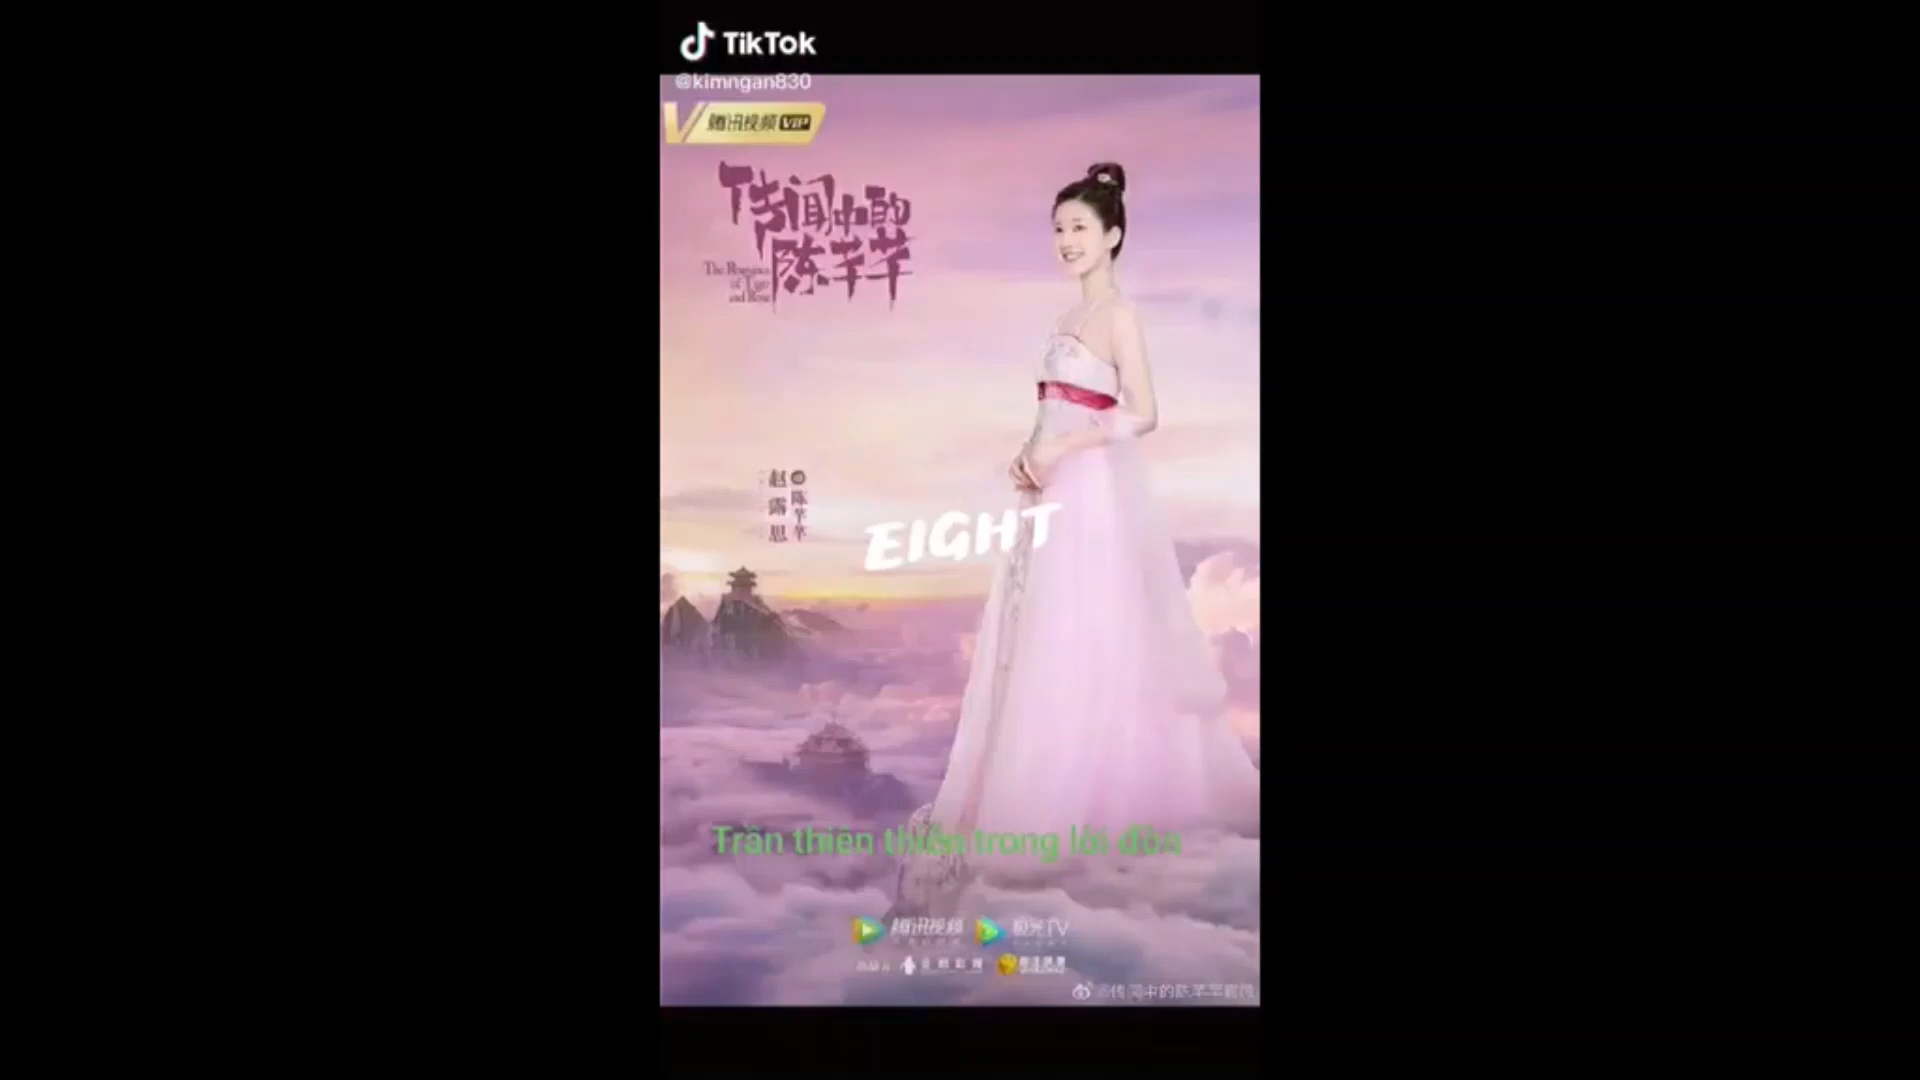 TikTok
@kimngan830
腾讯视频 VIP
传闻中的
陈芊芊
The Romance
of Tiger
and Rose
赵露思
陈芊芊
EIGHT
Trần thiên thiên trong lời đồn
腾讯视频 极光TV
@传闻中的陈芊芊官微